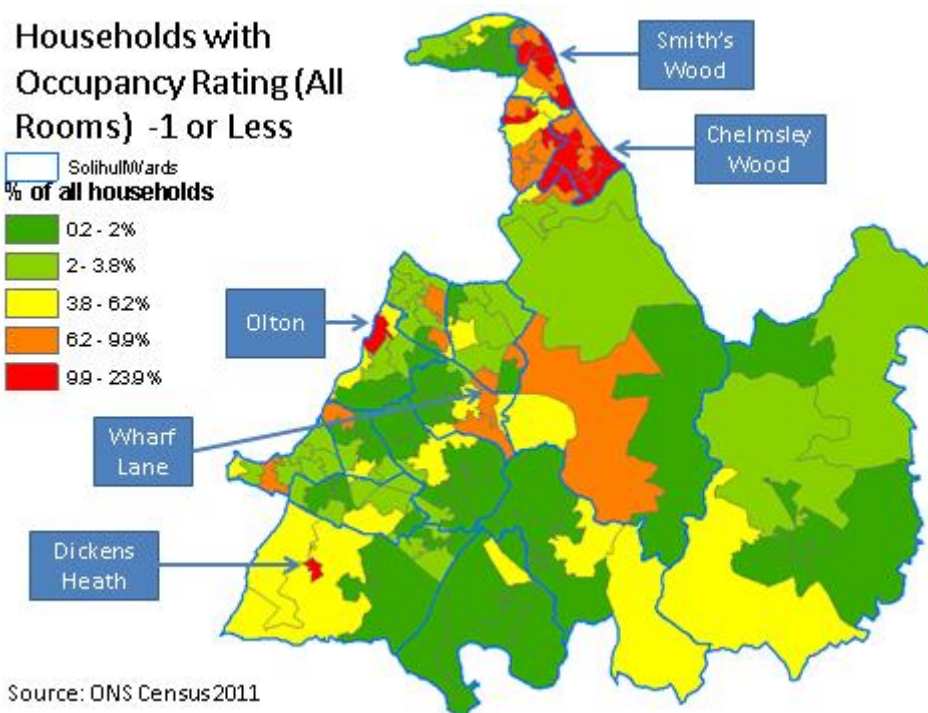 Households with
Occupancy Rating (All
Rooms) -1 or Less
SolihullWards
% of all households
0.2 - 2%
2 - 3.8%
3.8 - 6.2%
6.2 - 9.9%
9.9 - 23.9%
Smith's
Wood
Chelmsley
Wood
Olton
Wharf
Lane
Dickens
Heath
Source: ONS Census 2011